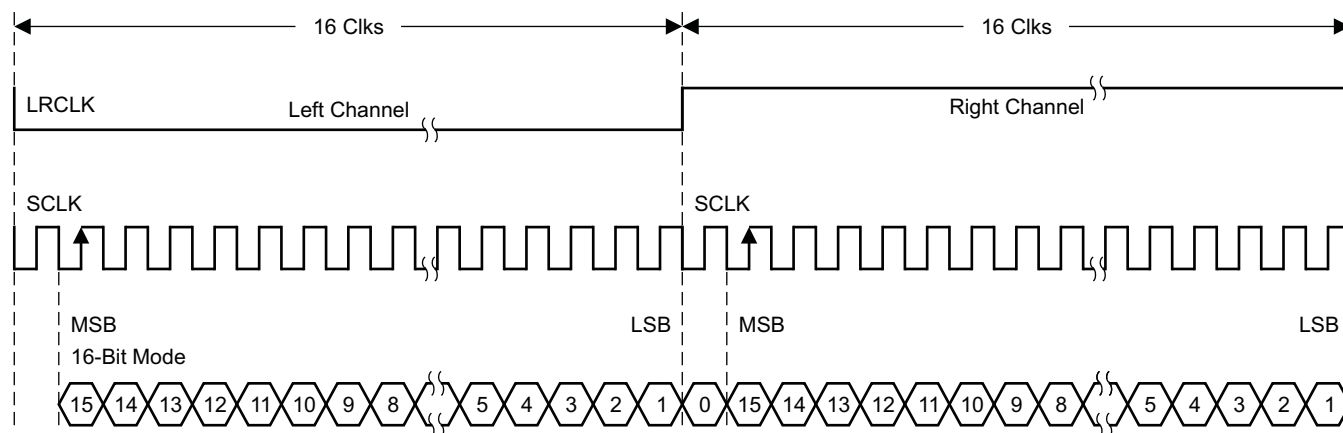 16 Clks 16 Clks
LRCLK Left Channel Right Channel
SCLK SCLK
MSB LSB MSB LSB
16-Bit Mode
15 14 13 12 11 10 9 8 5 4 3 2 1 0 15 14 13 12 11 10 9 8 5 4 3 2 1